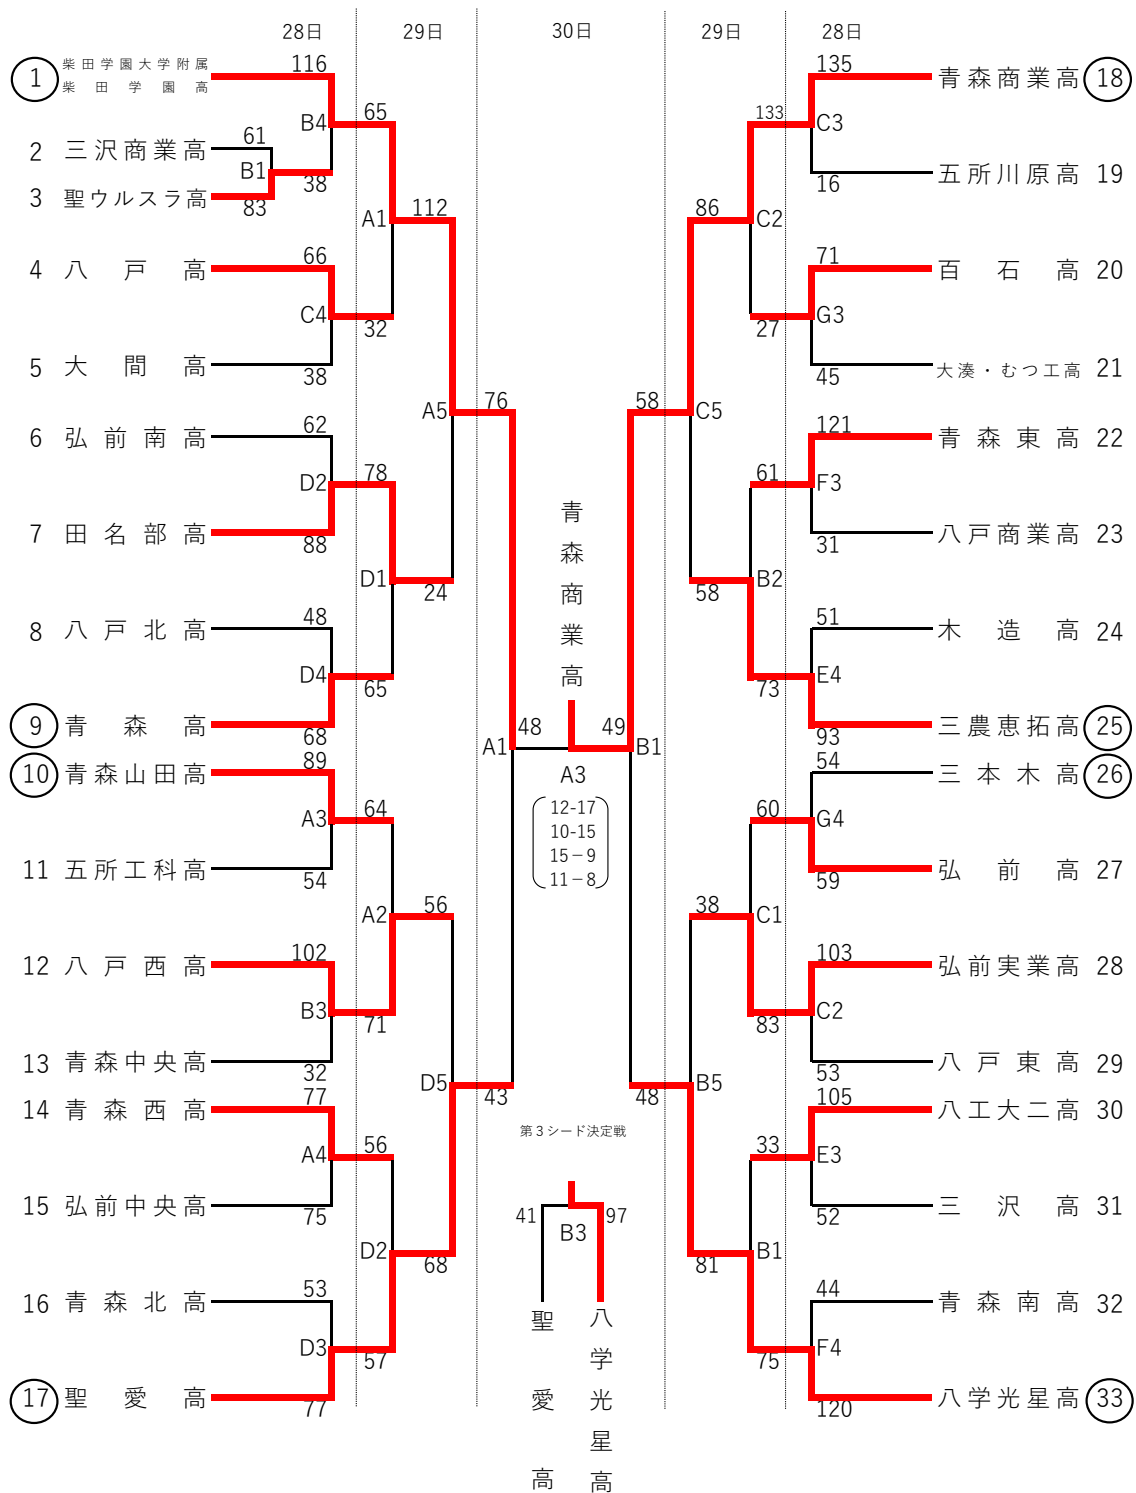 28日 29日 30日 29日 28日
1 柴田学園大学附属
柴田学園高
116
2 三沢商業高 61
B1
3 聖ウルスラ高 83
B4
38
65
4 八戸高 66
C4
5 大間高 38
32
A1
112
6 弘前南高 62
D2
7 田名部高 88
78
8 八戸北高 48
D4
9 青森高 68
65
D1
24
A5
76
10 青森山田高 89
A3
11 五所工科高 54
64
12 八戸西高 102
B3
13 青森中央高 32
71
A2
56
14 青森西高 77
A4
15 弘前中央高 75
56
16 青森北高 53
D3
17 聖愛高 77
57
D2
68
D5
43
A1
48
青森商業高
49
A3
12-17
10-15
15-9
11-8
B1
58
48
第3シード決定戦
41
97
B3
聖愛高
八学光星高
135 青森商業高 18
C3
16 五所川原高 19
133
71 百石高 20
G3
45 大湊・むつ工高 21
27
C2
86
121 青森東高 22
F3
31 八戸商業高 23
61
51 木造高 24
E4
93 三農恵拓高 25
73
B2
58
C5
54 三本木高 26
G4
59 弘前高 27
60
103 弘前実業高 28
C2
53 八戸東高 29
83
C1
38
105 八工大二高 30
E3
52 三沢高 31
33
44 青森南高 32
F4
120 八学光星高 33
75
B1
81
B5